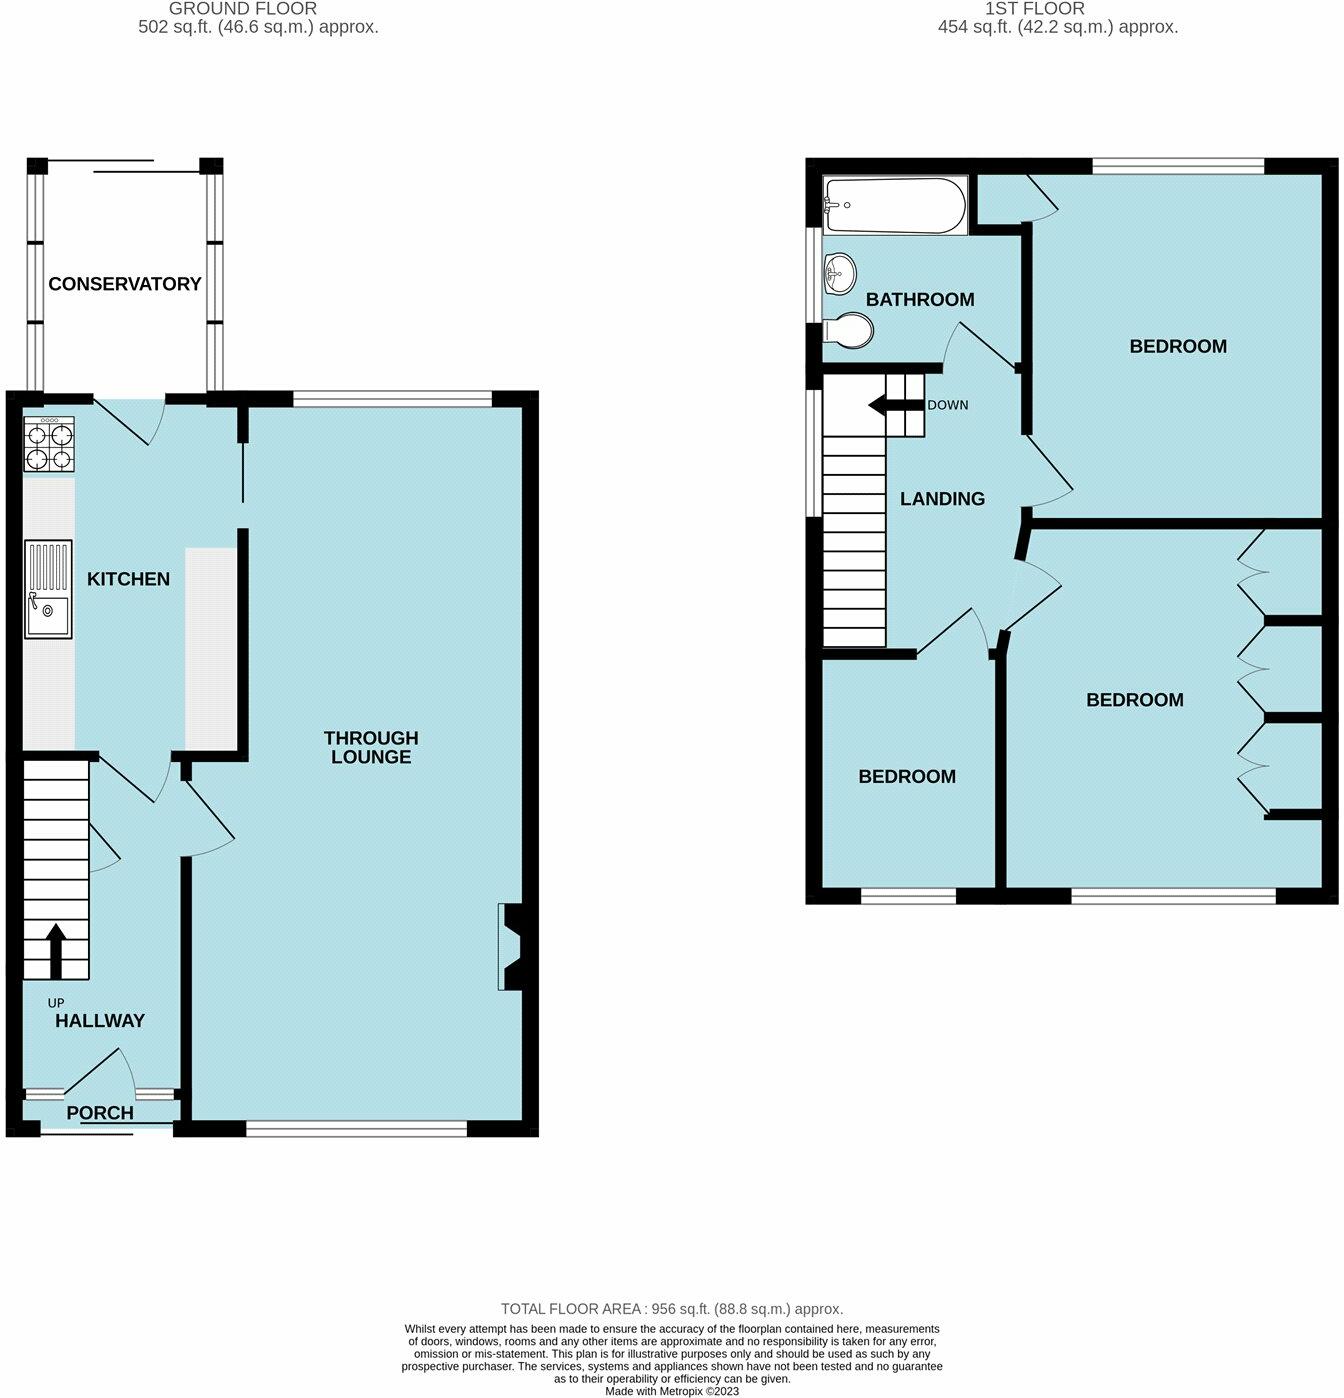 GROUND FLOOR
502 sq.ft. (46.6 sq.m.) approx.
1ST FLOOR
454 sq.ft. (42.2 sq.m.) approx.
CONSERVATORY
KITCHEN
THROUGH
LOUNGE
UP
HALLWAY
PORCH
BATHROOM
BEDROOM
DOWN
LANDING
BEDROOM
BEDROOM
TOTAL FLOOR AREA : 956 sq.ft. (88.8 sq.m.) approx.
Whilst every attempt has been made to ensure the accuracy of the floorplan contained here, measurements
of doors, windows, rooms and any other items are approximate and no responsibility is taken for any error,
omission or mis-statement. This plan is for illustrative purposes only and should be used as such by any
prospective purchaser. The services, systems and appliances shown have not been tested and no guarantee
as to their operability or efficiency can be given.
Made with Metropix ©2023